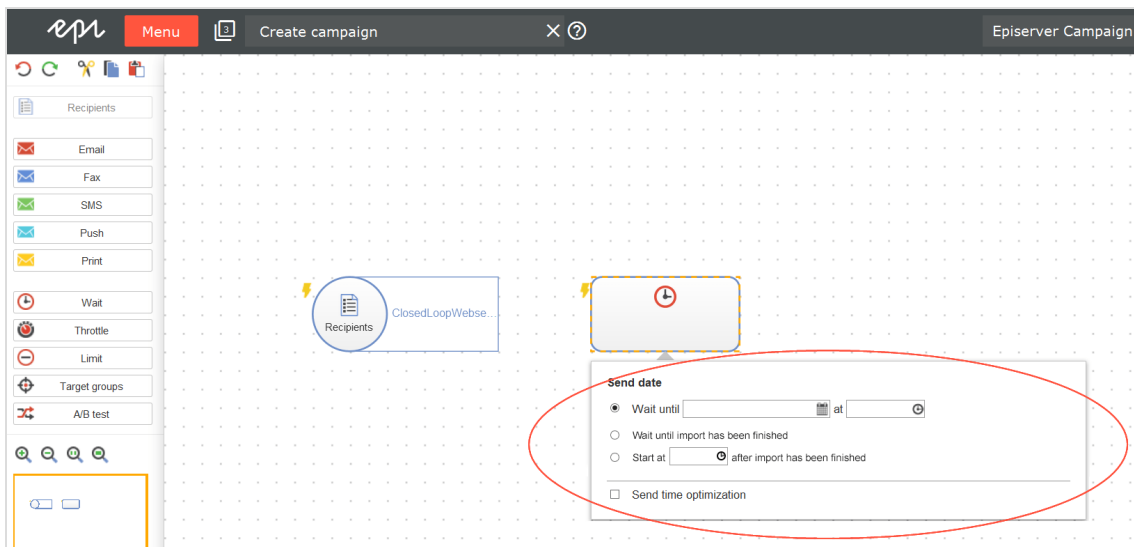 epi
Menu
3
Create campaign
Episerver Campaign
Recipients
Email
Fax
SMS
Push
Print
Wait
Throttle
Limit
Target groups
A/B test
Recipients
ClosedLoopWebse...
Send date
Wait until at
Wait until import has been finished
Start at after import has been finished
Send time optimization